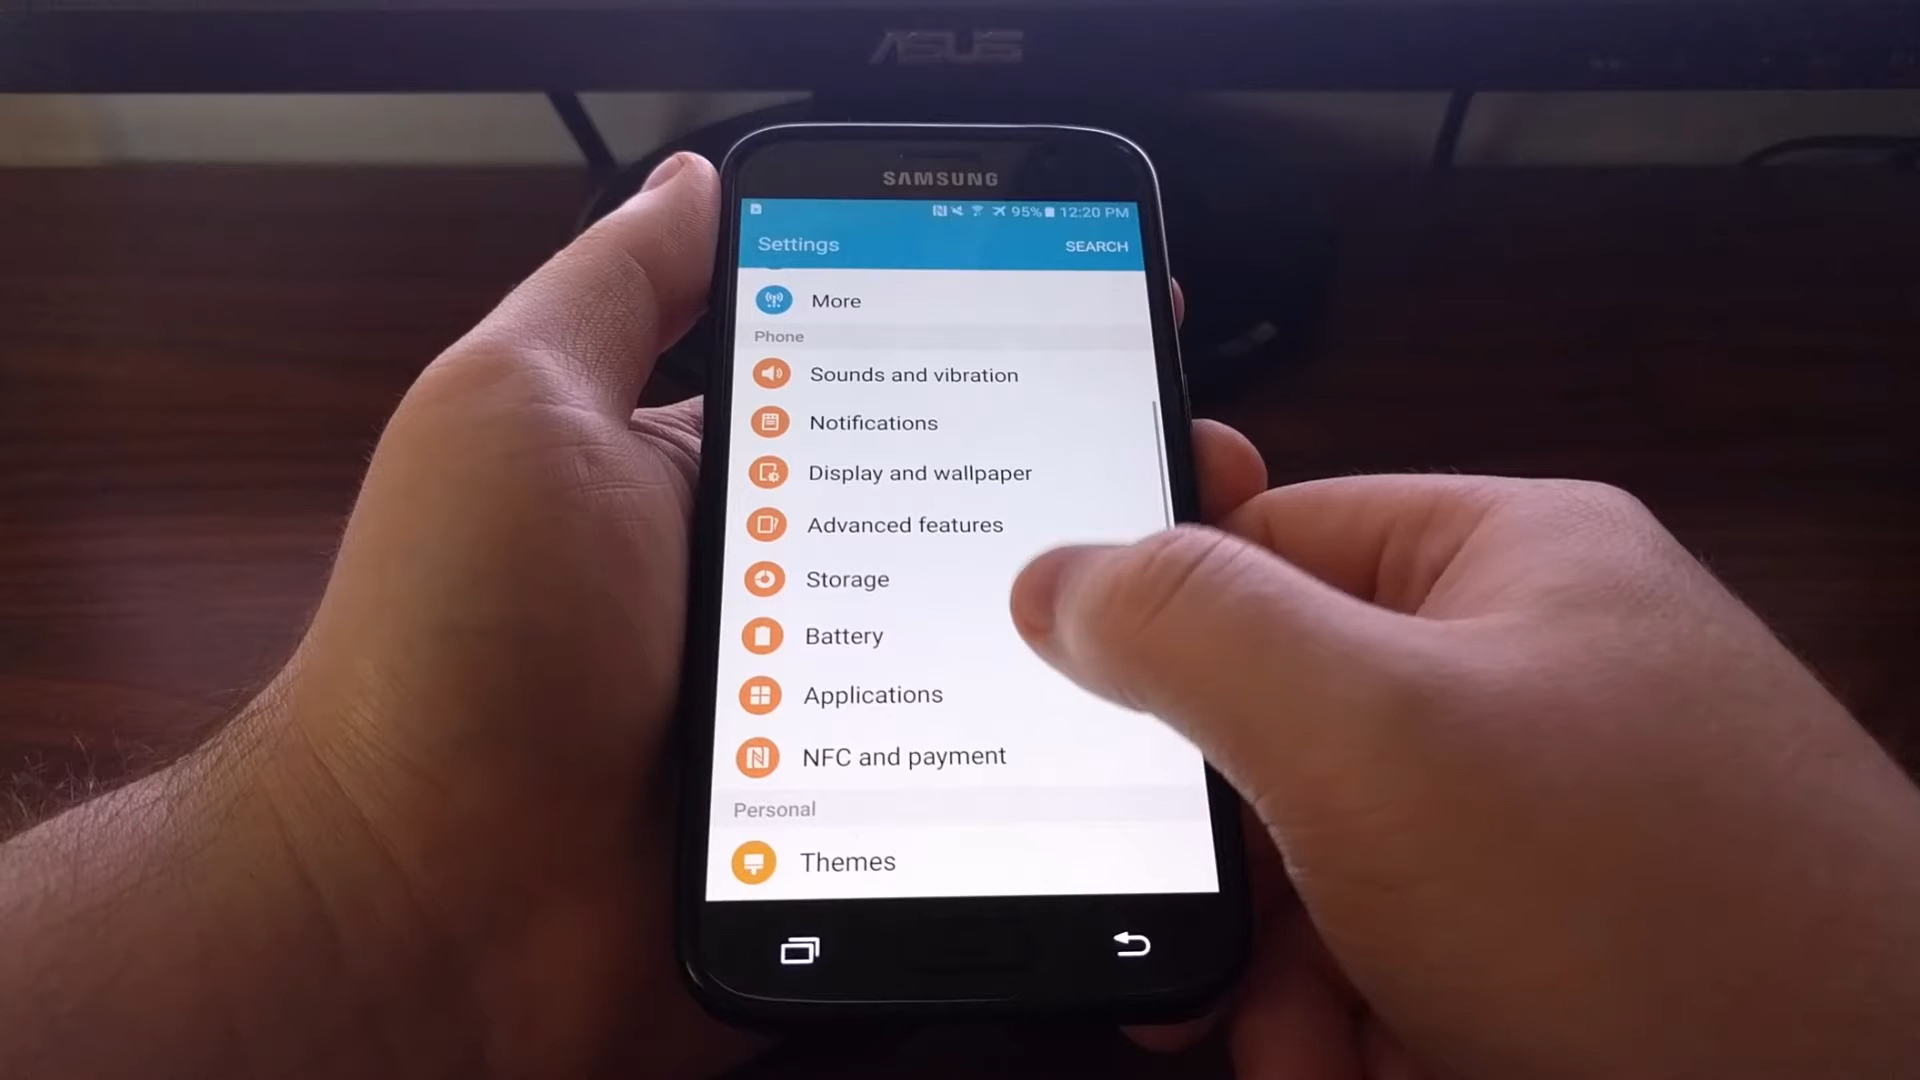 ASUS
SAMSUNG
95% 12:20 PM
Settings SEARCH
More
Phone
Sounds and vibration
Notifications
Display and wallpaper
Advanced features
Storage
Battery
Applications
NFC and payment
Personal
Themes